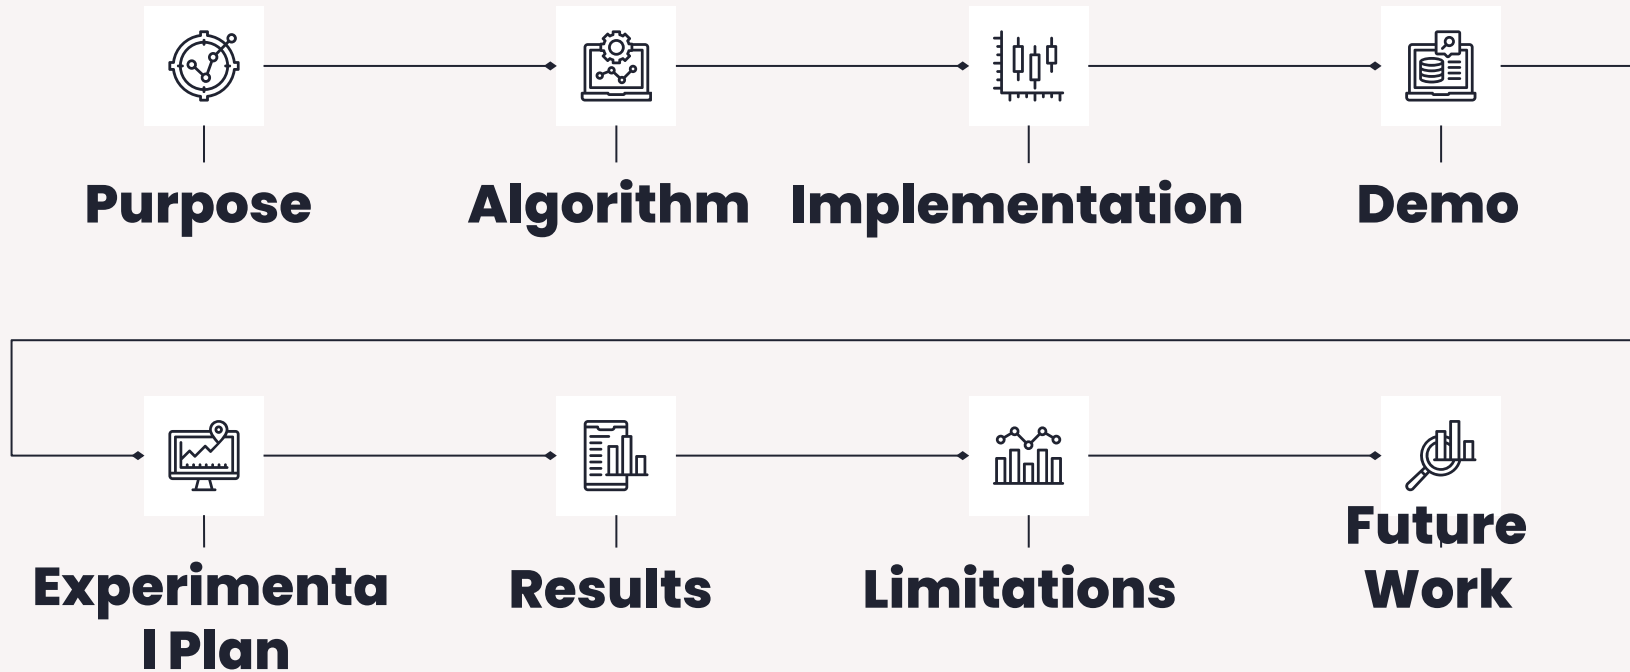 Purpose
Algorithm
Implementation
Demo
Experimenta
l Plan
Results
Limitations
Future
Work